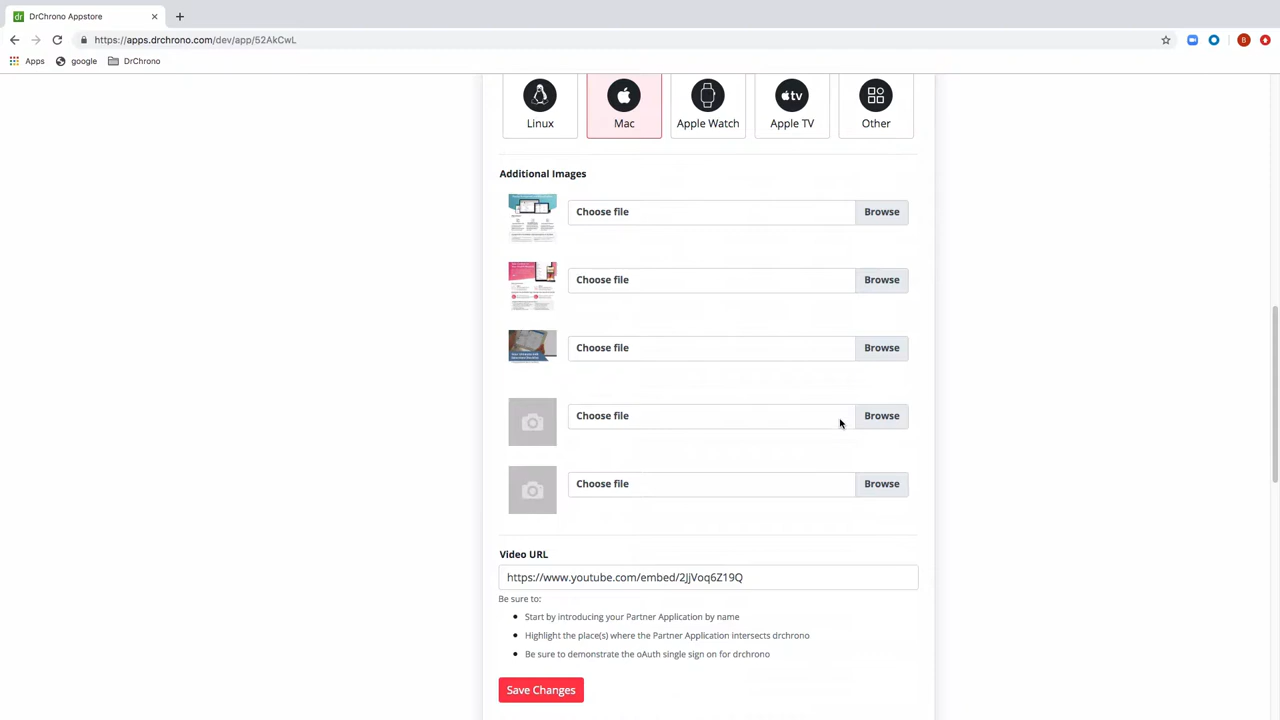 DrChrono Appstore
https://apps.drchrono.com/dev/app/52AkCwL
B
Apps google DrChrono
tv
Linux Mac Apple Watch Apple TV Other
Additional Images
Choose file Browse
Choose file Browse
Choose file Browse
Choose file Browse
Choose file Browse
Video URL
https://www.youtube.com/embed/2JjVoq6Z19Q
Be sure to:
Start by introducing your Partner Application by name
Highlight the place(s) where the Partner Application intersects drchrono
Be sure to demonstrate the oAuth single sign on for drchrono
Save Changes